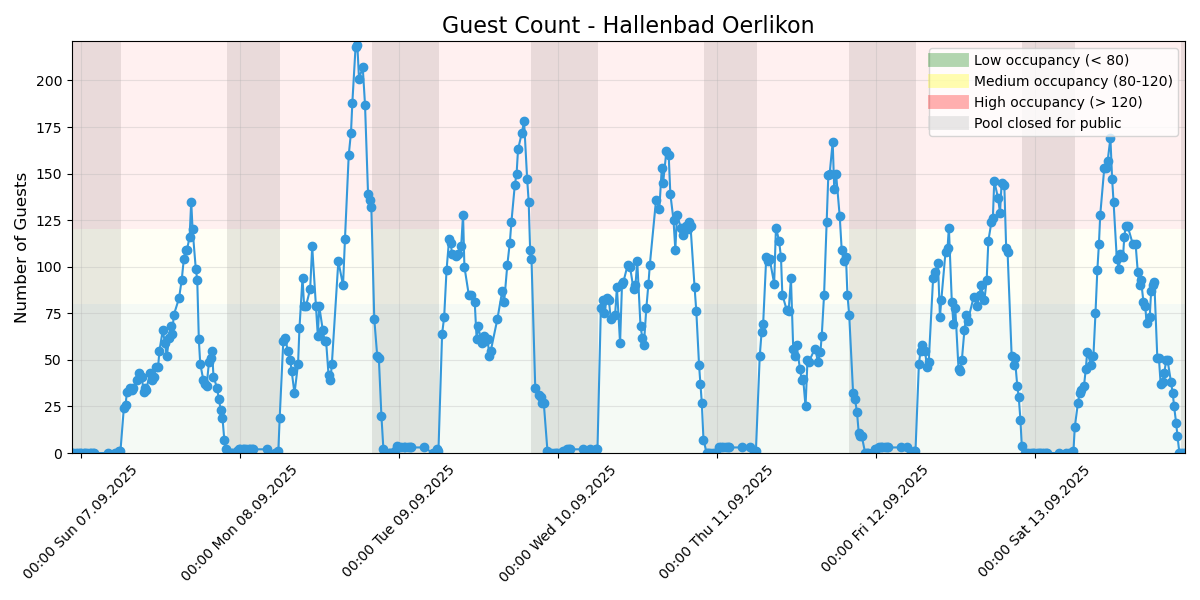 Guest Count - Hallenbad Oerlikon
Number of Guests
200
175
150
125
100
75
50
25
0
Low occupancy (< 80)
Medium occupancy (80-120)
High occupancy (> 120)
Pool closed for public
00:00 Sun 07.09.2025
00:00 Mon 08.09.2025
00:00 Tue 09.09.2025
00:00 Wed 10.09.2025
00:00 Thu 11.09.2025
00:00 Fri 12.09.2025
00:00 Sat 13.09.2025